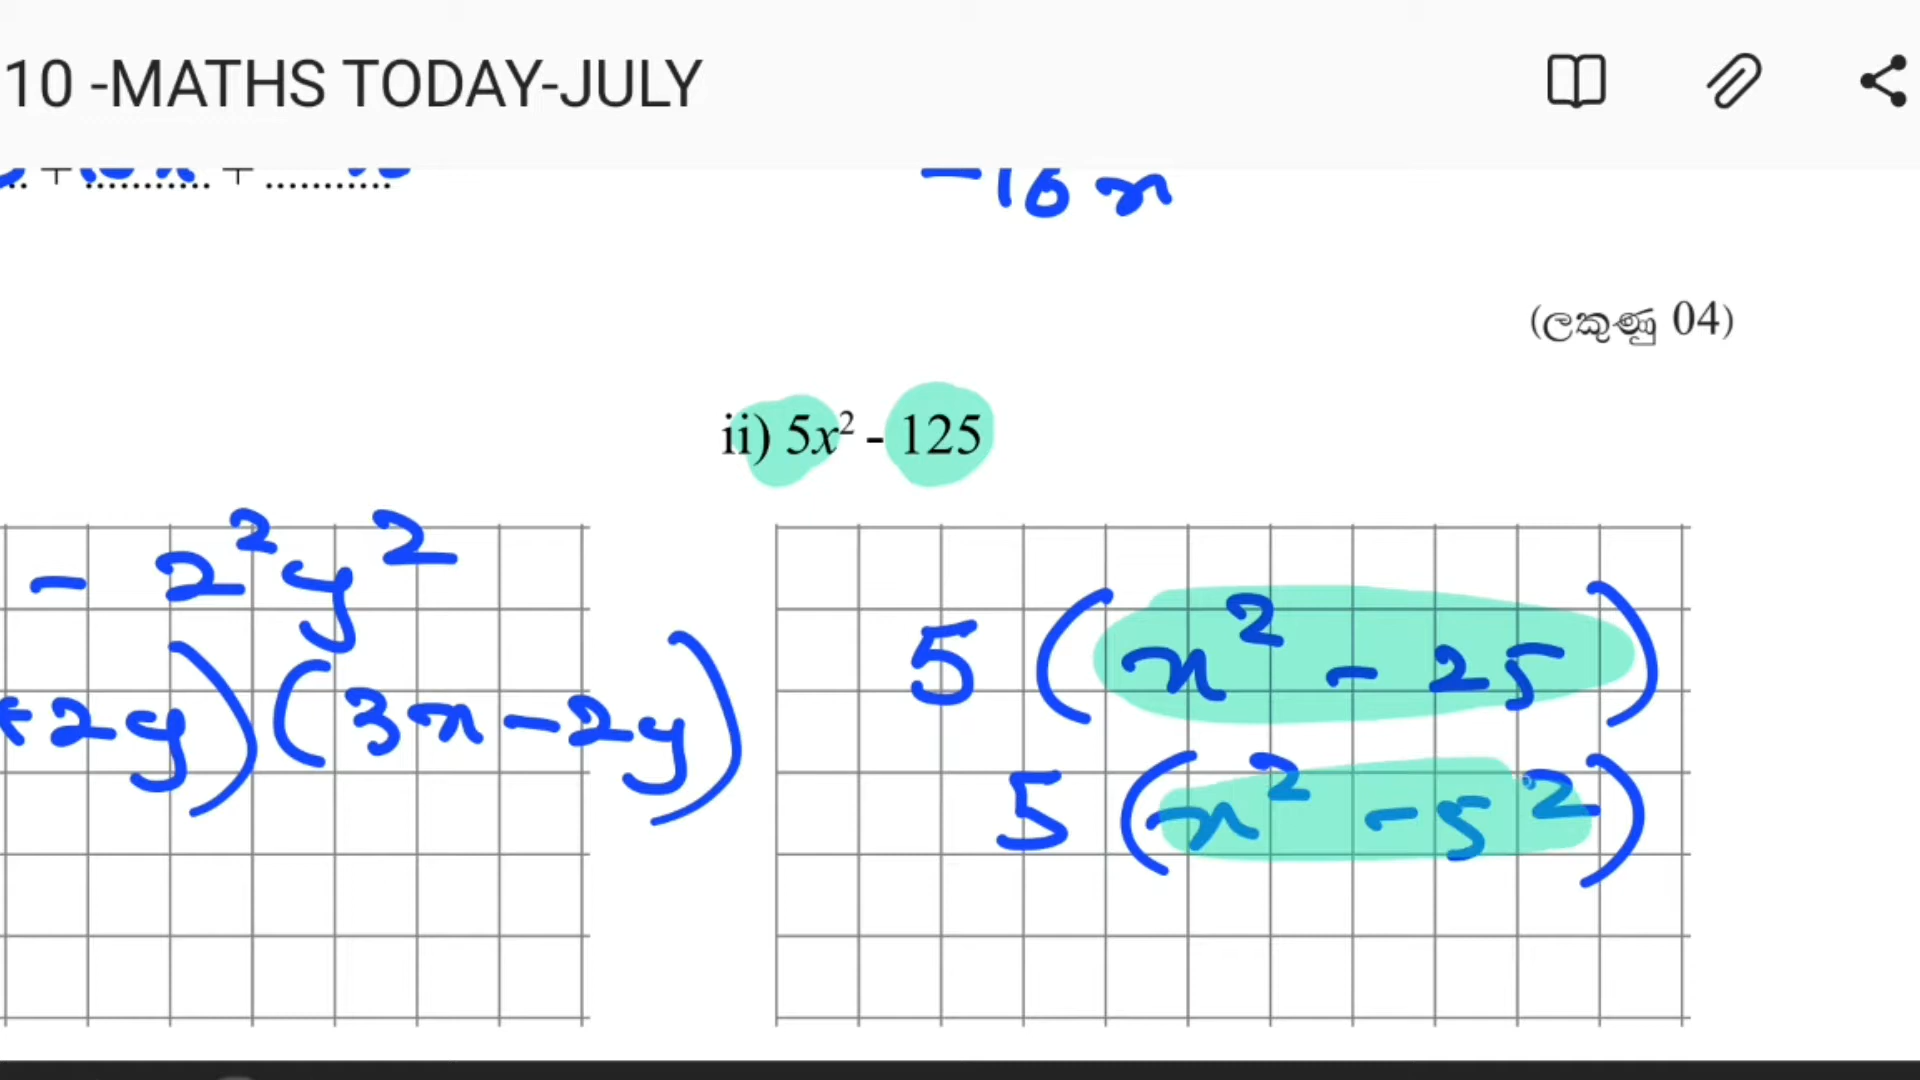 10 -MATHS TODAY-JULY
-16x
(ලකුණු 04)
ii) 5x² - 125
- 2²y²
+2y)(3x-2y)
5(x² - 25)
5(x² - 5²)